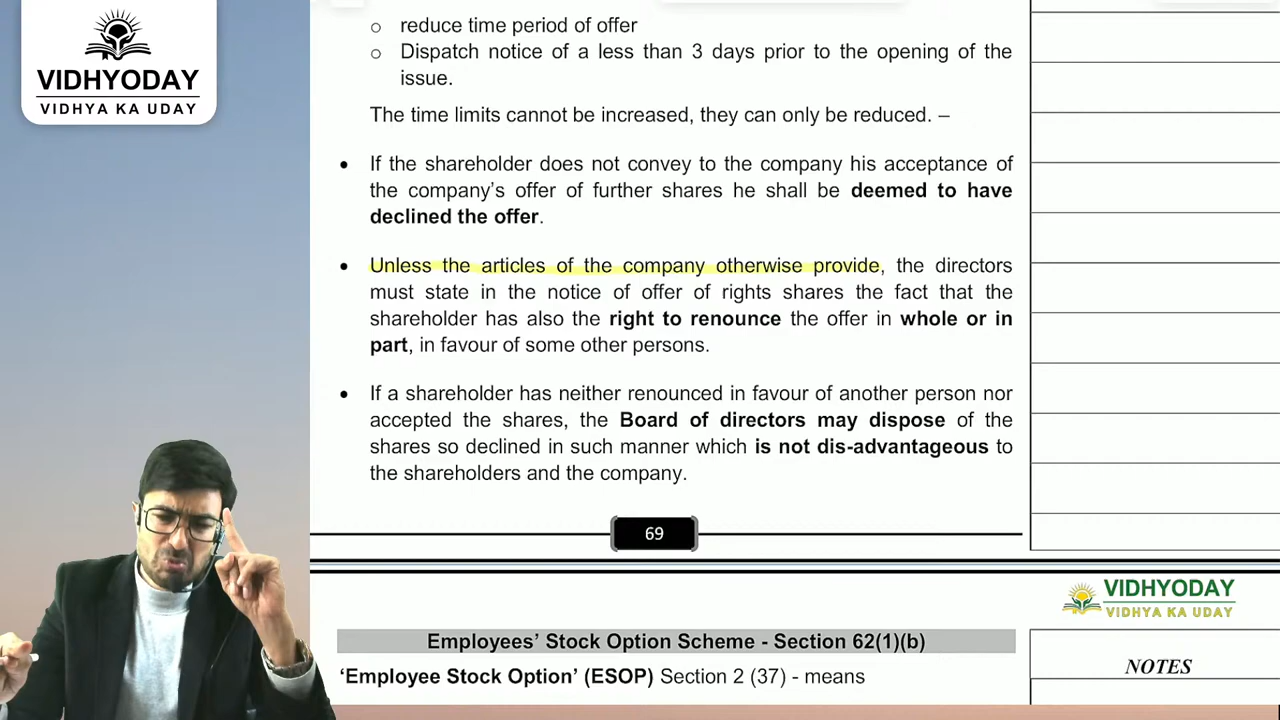 VIDHYODAY
VIDHYA KA UDAY
o reduce time period of offer
o Dispatch notice of a less than 3 days prior to the opening of the
issue.
The time limits cannot be increased, they can only be reduced. –
• If the shareholder does not convey to the company his acceptance of
the company’s offer of further shares he shall be deemed to have
declined the offer.
• Unless the articles of the company otherwise provide, the directors
must state in the notice of offer of rights shares the fact that the
shareholder has also the right to renounce the offer in whole or in
part, in favour of some other persons.
• If a shareholder has neither renounced in favour of another person nor
accepted the shares, the Board of directors may dispose of the
shares so declined in such manner which is not dis-advantageous to
the shareholders and the company.
69
VIDHYODAY
VIDHYA KA UDAY
Employees’ Stock Option Scheme - Section 62(1)(b)
NOTES
‘Employee Stock Option’ (ESOP) Section 2 (37) - means